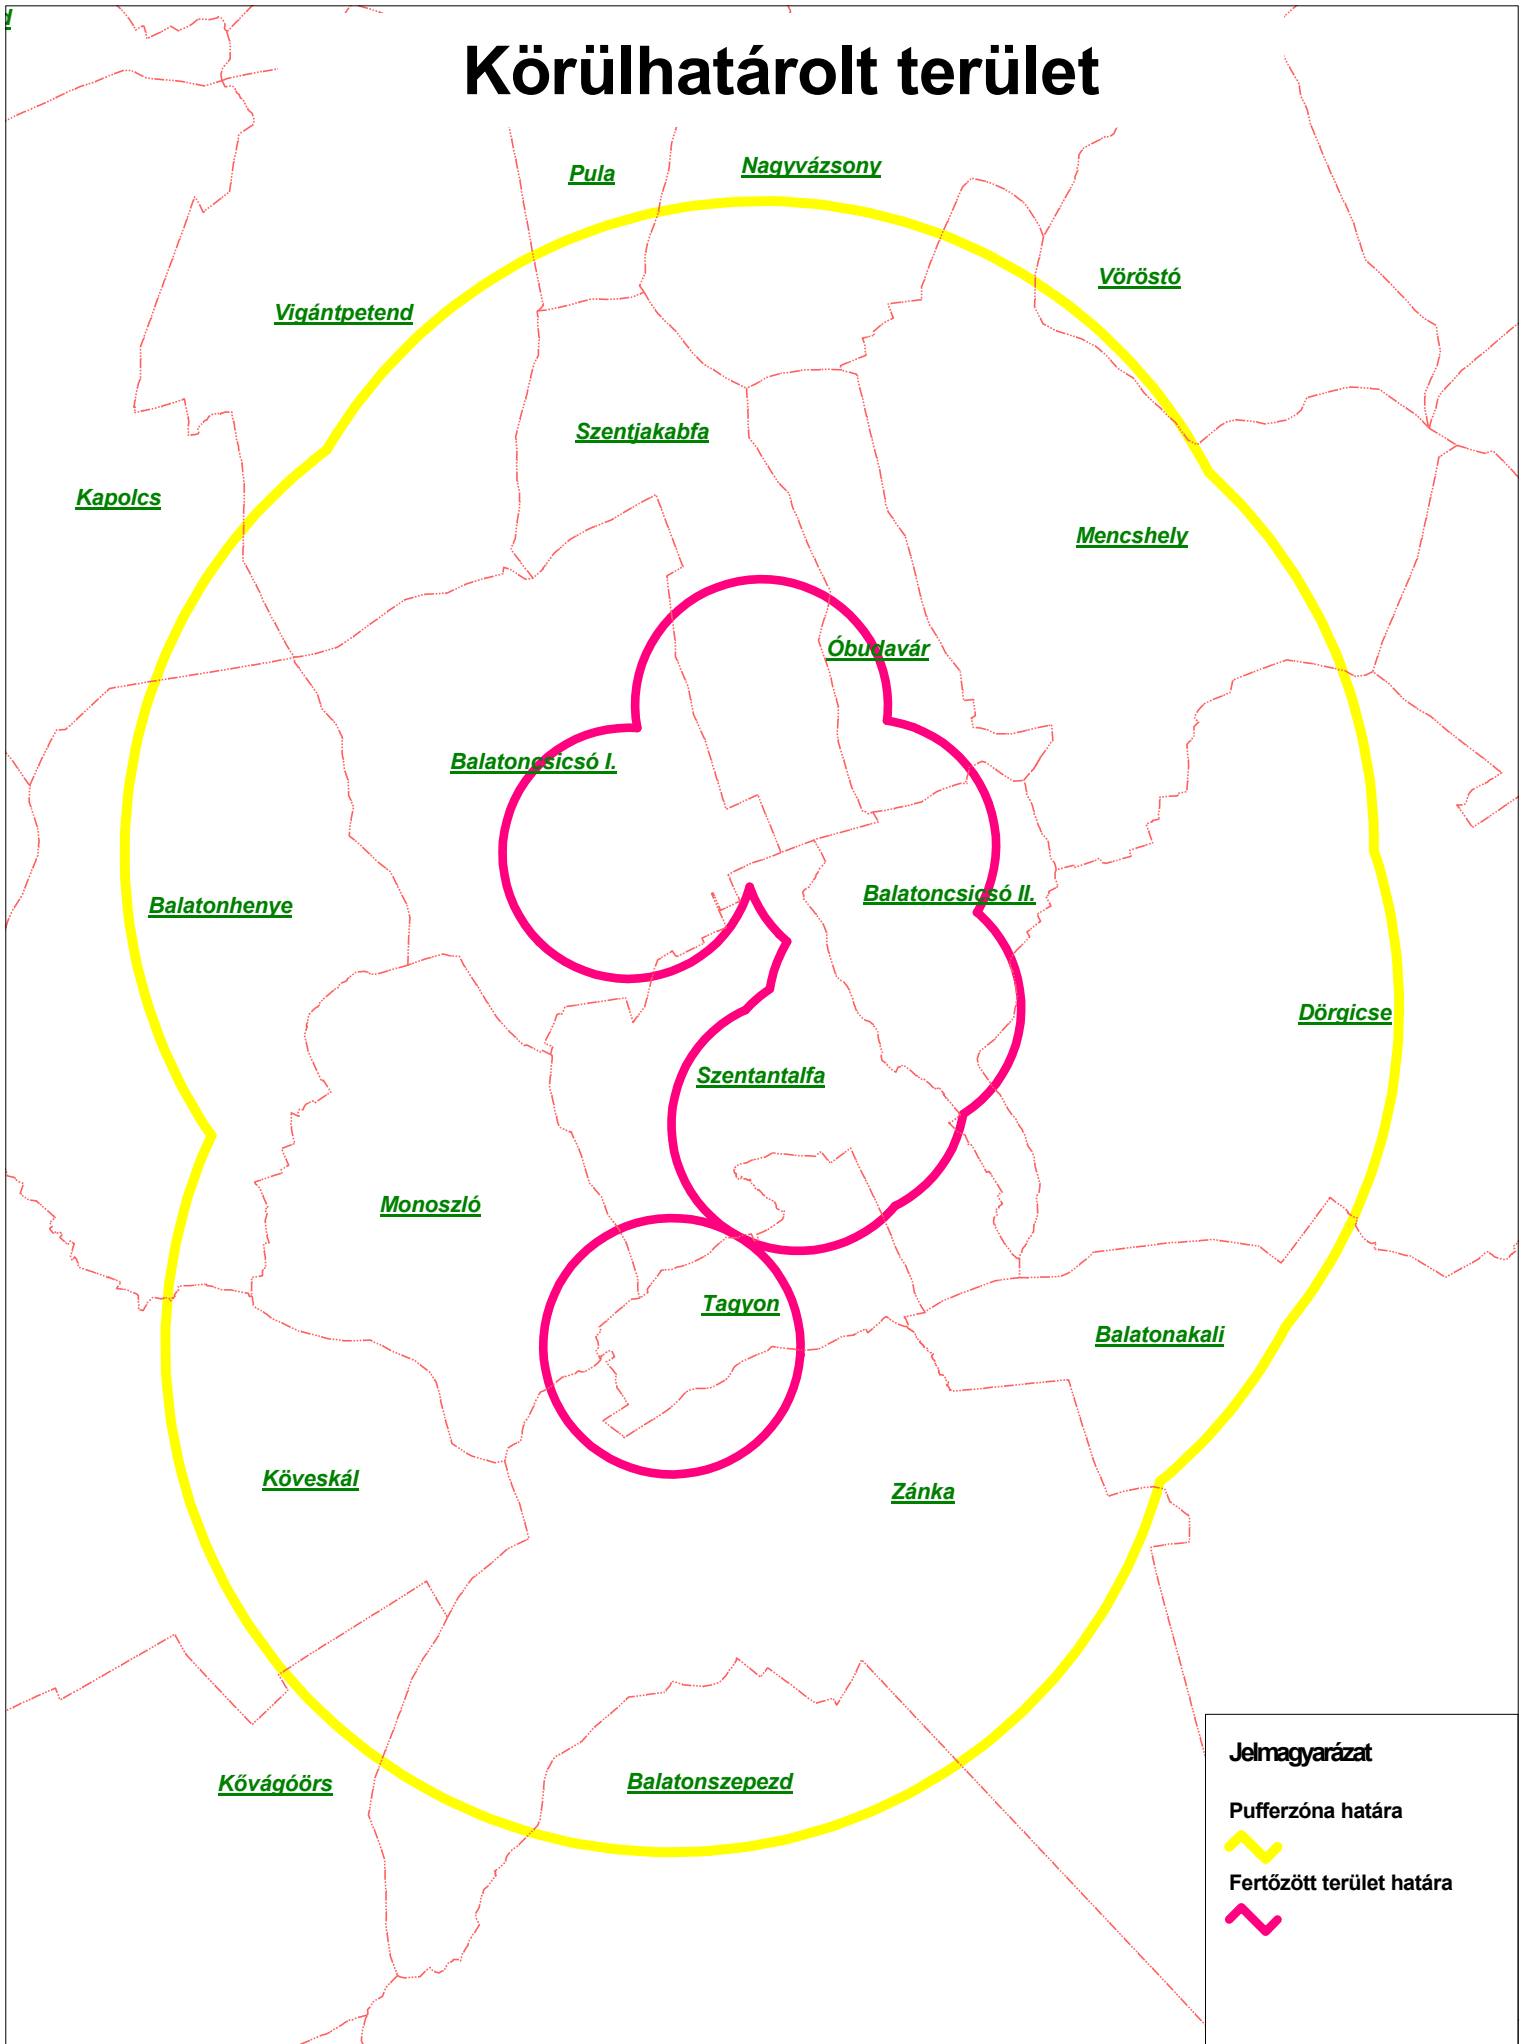 Körülhatárolt terület
Pula
Nagyvázsony
Vöröstó
Vigántpetend
Szentjakabfa
Kapolcs
Mencshely
Óbudavár
Balatoncsicsó I.
Balatoncsicsó II.
Balatonhenye
Dörgicse
Szentantalfa
Monoszló
Tagyon
Balatonakali
Köveskál
Zánka
Kővágóörs
Balatonszepezd
Jelmagyarázat
Pufferzóna határa
Fertőzött terület határa